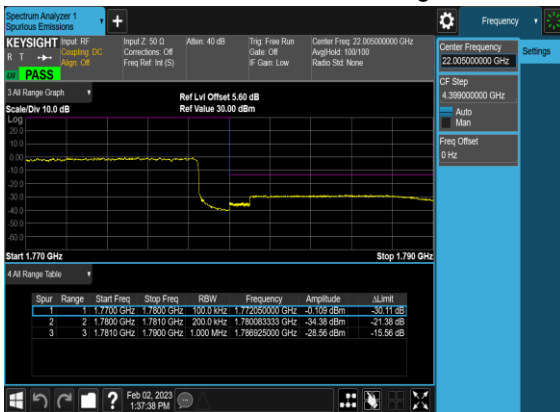 Spectrum Analyzer 1
Spurious Emissions
Frequency
KEYSIGHT
R T
LVI PASS
Input: RF
Coupling: DC
Align: Off
Input Z: 50 Ω
Corrections: Off
Freq Ref: Int (S)
Atten: 40 dB
Trig: Free Run
Gate: Off
IF Gain: Low
Center Freq: 22.005000000 GHz
Avg|Hold: 100/100
Radio Std: None
Center Frequency
22.005000000 GHz
Settings
CF Step
4.399000000 GHz
Auto
Man
Freq Offset
0 Hz
3 All Range Graph
Scale/Div 10.0 dB
Ref Lvl Offset 5.60 dB
Ref Value 30.00 dBm
Log
20.0
10.0
0.00
-10.0
-20.0
-30.0
-40.0
-50.0
-60.0
Start 1.770 GHz
Stop 1.790 GHz
4 All Range Table
Spur Range Start Freq Stop Freq RBW Frequency Amplitude ΔLimit
1 1 1.7700 GHz 1.7800 GHz 100.0 kHz 1.772050000 GHz -0.109 dBm -30.11 dB
2 2 1.7800 GHz 1.7810 GHz 200.0 kHz 1.780083333 GHz -34.38 dBm -21.38 dB
3 3 1.7810 GHz 1.7900 GHz 1.000 MHz 1.786925000 GHz -28.56 dBm -15.56 dB
?
Feb 02, 2023
1:37:38 PM